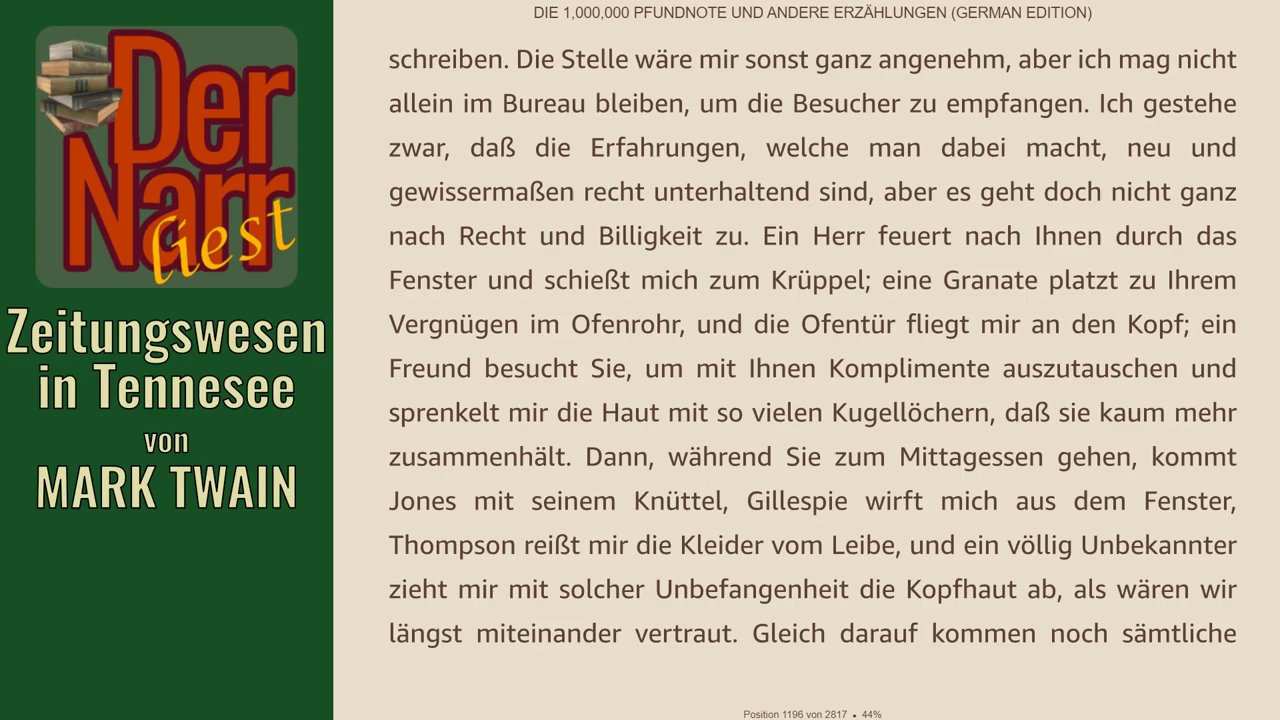 Der
Narr
liest
Zeitungswesen
in Tennesee
von
MARK TWAIN
DIE 1,000,000 PFUNDNOTE UND ANDERE ERZÄHLUNGEN (GERMAN EDITION)
schreiben. Die Stelle wäre mir sonst ganz angenehm, aber ich mag nicht
allein im Bureau bleiben, um die Besucher zu empfangen. Ich gestehe
zwar, daß die Erfahrungen, welche man dabei macht, neu und
gewissermaßen recht unterhaltend sind, aber es geht doch nicht ganz
nach Recht und Billigkeit zu. Ein Herr feuert nach Ihnen durch das
Fenster und schießt mich zum Krüppel; eine Granate platzt zu Ihrem
Vergnügen im Ofenrohr, und die Ofentür fliegt mir an den Kopf; ein
Freund besucht Sie, um mit Ihnen Komplimente auszutauschen und
sprenkelt mir die Haut mit so vielen Kugellöchern, daß sie kaum mehr
zusammenhält. Dann, während Sie zum Mittagessen gehen, kommt
Jones mit seinem Knüttel, Gillespie wirft mich aus dem Fenster,
Thompson reißt mir die Kleider vom Leibe, und ein völlig Unbekannter
zieht mir mit solcher Unbefangenheit die Kopfhaut ab, als wären wir
längst miteinander vertraut. Gleich darauf kommen noch sämtliche
Position 1196 von 2817 • 44%